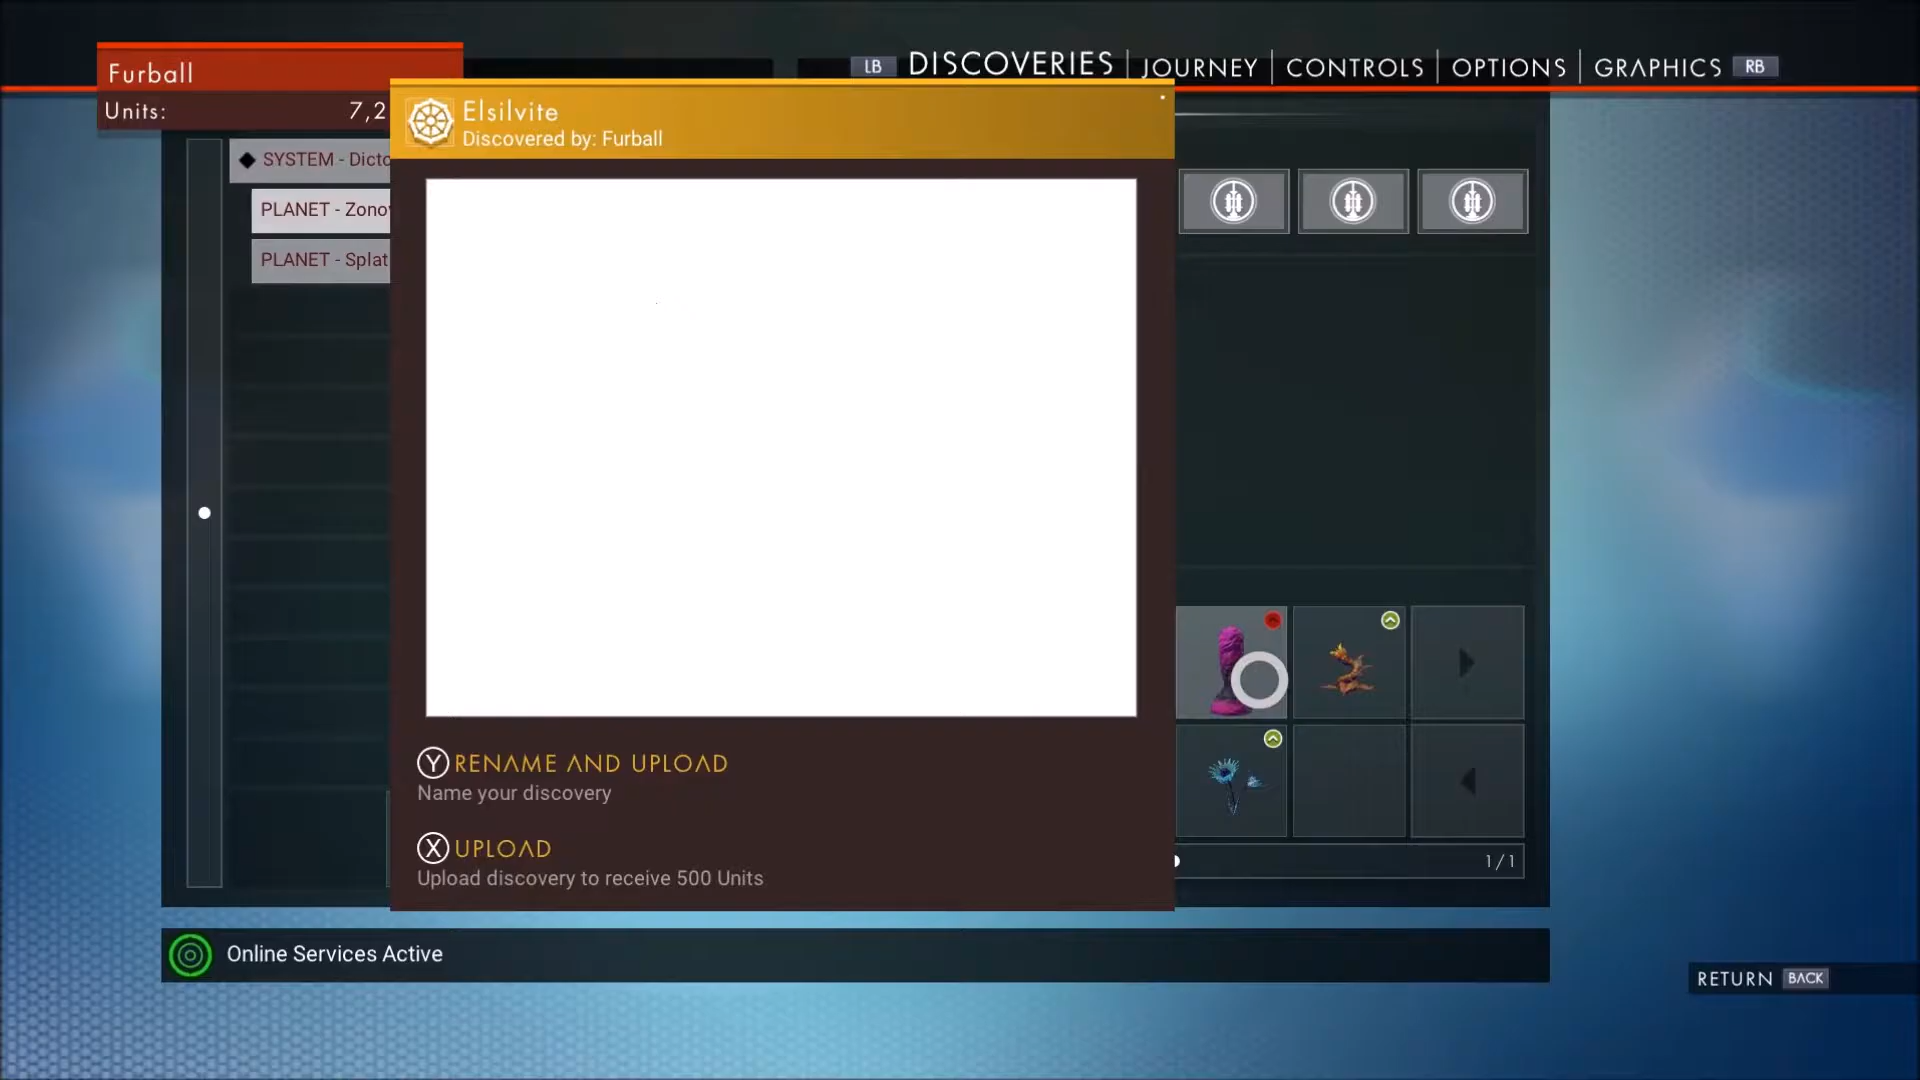 Furball
Units: 7,2
LB DISCOVERIES JOURNEY CONTROLS OPTIONS GRAPHICS RB
Elsilvite
Discovered by: Furball
SYSTEM - Dicto
PLANET - Zonov
PLANET - Splat
Y RENAME AND UPLOAD
Name your discovery
X UPLOAD
Upload discovery to receive 500 Units
1/1
Online Services Active
RETURN BACK